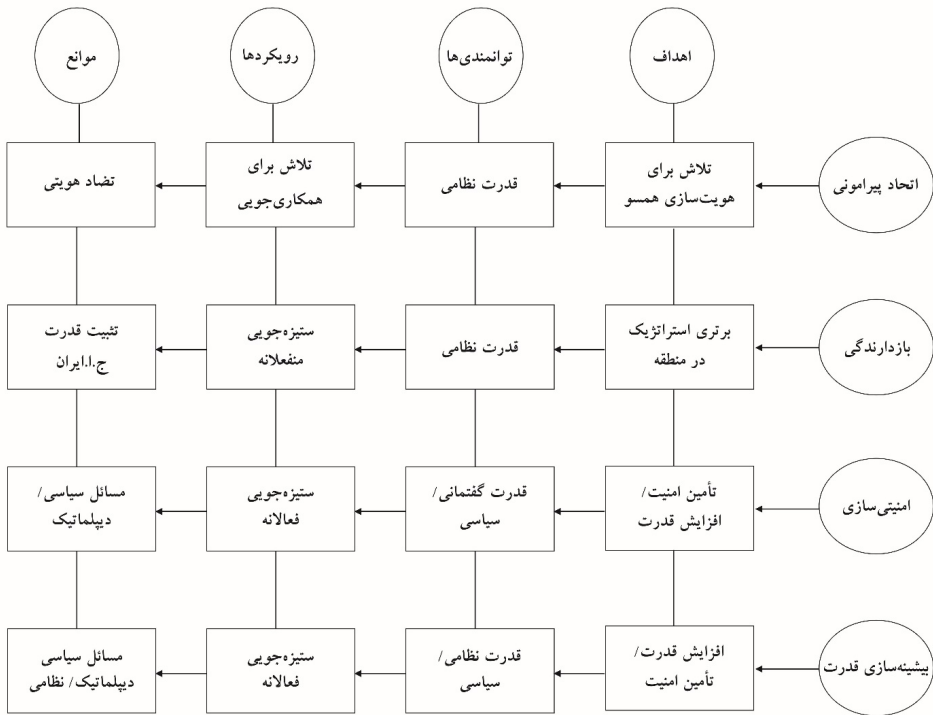 اهداف
توانمندی‌ها
رویکردها
موانع
اتحاد پیرامونی
تلاش برای
هویت‌سازی همسو
قدرت نظامی
تلاش برای
همکاری‌جویی
تضاد هویتی
بازدارندگی
برتری استراتژیک
در منطقه
قدرت نظامی
ستیزه‌جویی
منفعلانه
تثبیت قدرت
ج.ا.ایران
امنیتی‌سازی
تأمین امنیت/
افزایش قدرت
قدرت گفتمانی/
سیاسی
ستیزه‌جویی
فعالانه
مسائل سیاسی/
دیپلماتیک
بیشینه‌سازی قدرت
افزایش قدرت/
تأمین امنیت
قدرت نظامی/
سیاسی
ستیزه‌جویی
فعالانه
مسائل سیاسی
دیپلماتیک/ نظامی